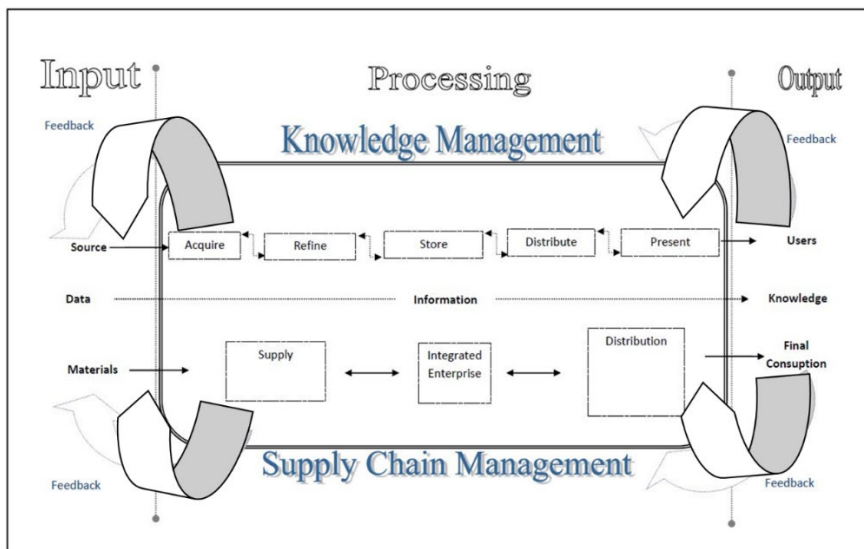 Input Processing Output
Feedback Feedback
Knowledge Management
Source Acquire Refine Store Distribute Present Users
Data Information Knowledge
Materials Supply Integrated Enterprise Distribution Final Consuption
Supply Chain Management
Feedback Feedback